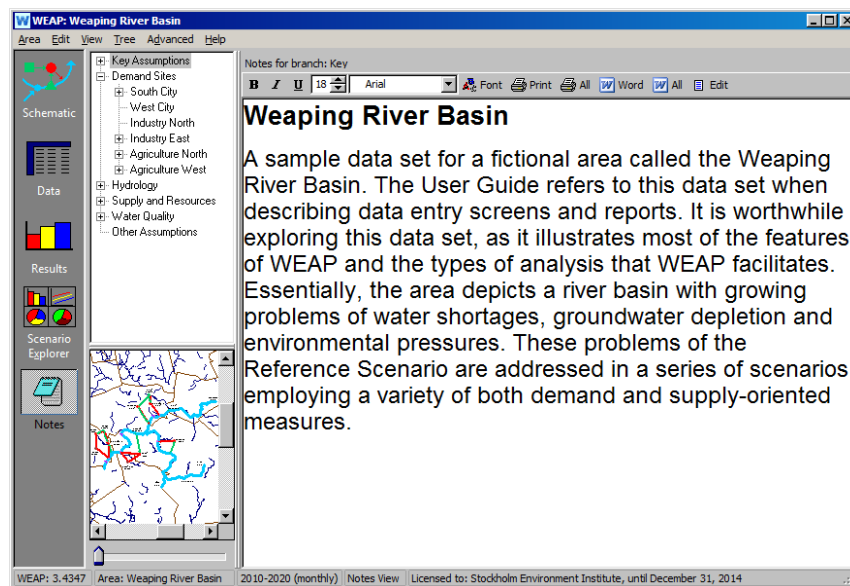 WEAP: Weaping River Basin
Area Edit View Tree Advanced Help
Schematic
Data
Results
Scenario
Explorer
Notes
Key Assumptions
Demand Sites
South City
West City
Industry North
Industry East
Agriculture North
Agriculture West
Hydrology
Supply and Resources
Water Quality
Other Assumptions
Notes for branch: Key
B I U 18 Arial Font Print All Word All Edit
Weaping River Basin
A sample data set for a fictional area called the Weaping
River Basin. The User Guide refers to this data set when
describing data entry screens and reports. It is worthwhile
exploring this data set, as it illustrates most of the features
of WEAP and the types of analysis that WEAP facilitates.
Essentially, the area depicts a river basin with growing
problems of water shortages, groundwater depletion and
environmental pressures. These problems of the
Reference Scenario are addressed in a series of scenarios
employing a variety of both demand and supply-oriented
measures.
WEAP: 3.4347 Area: Weaping River Basin 2010-2020 (monthly) Notes View Licensed to: Stockholm Environment Institute, until December 31, 2014